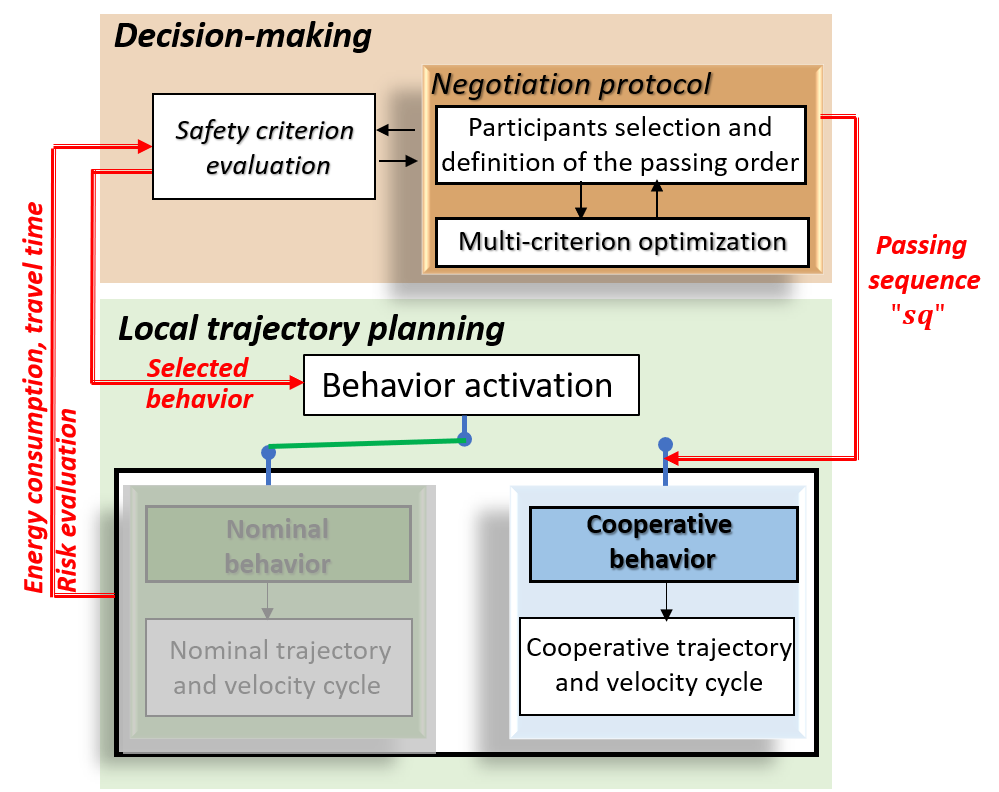 Decision-making
Negotiation protocol
Safety criterion
evaluation
Participants selection and
definition of the passing order
Multi-criterion optimization
Passing
sequence
"sq"
Energy consumption, travel time
Risk evaluation
Local trajectory planning
Selected
behavior
Behavior activation
Nominal
behavior
Nominal trajectory
and velocity cycle
Cooperative
behavior
Cooperative trajectory
and velocity cycle